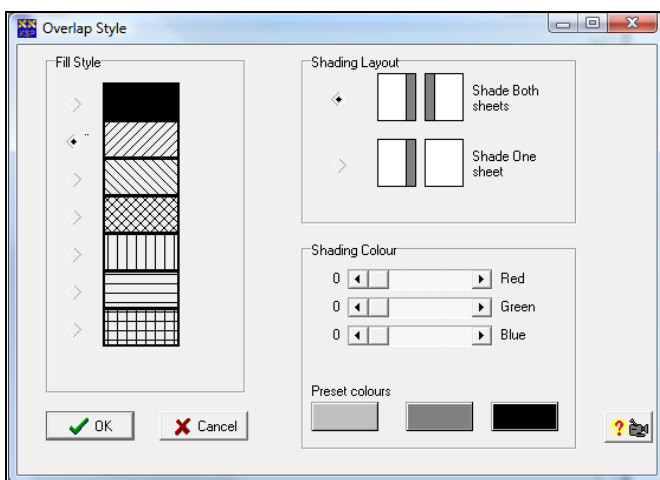 XSP Overlap Style
Fill Style
Shading Layout
Shade Both
sheets
Shade One
sheet
Shading Colour
0 Red
0 Green
0 Blue
Preset colours
OK Cancel
?